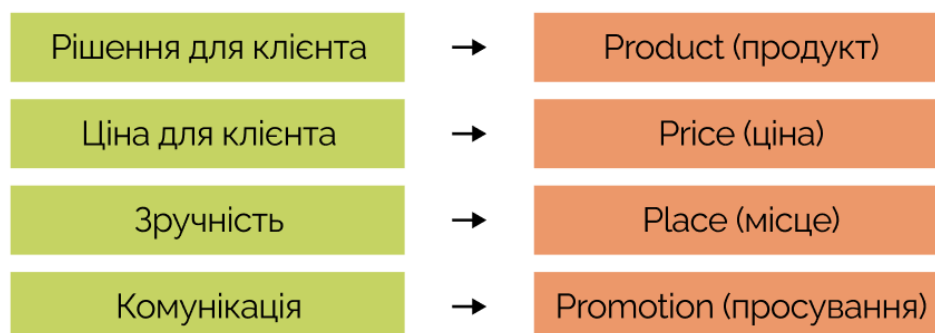 Рішення для клієнта → Product (продукт)
Ціна для клієнта → Price (ціна)
Зручність → Place (місце)
Комунікація → Promotion (просування)